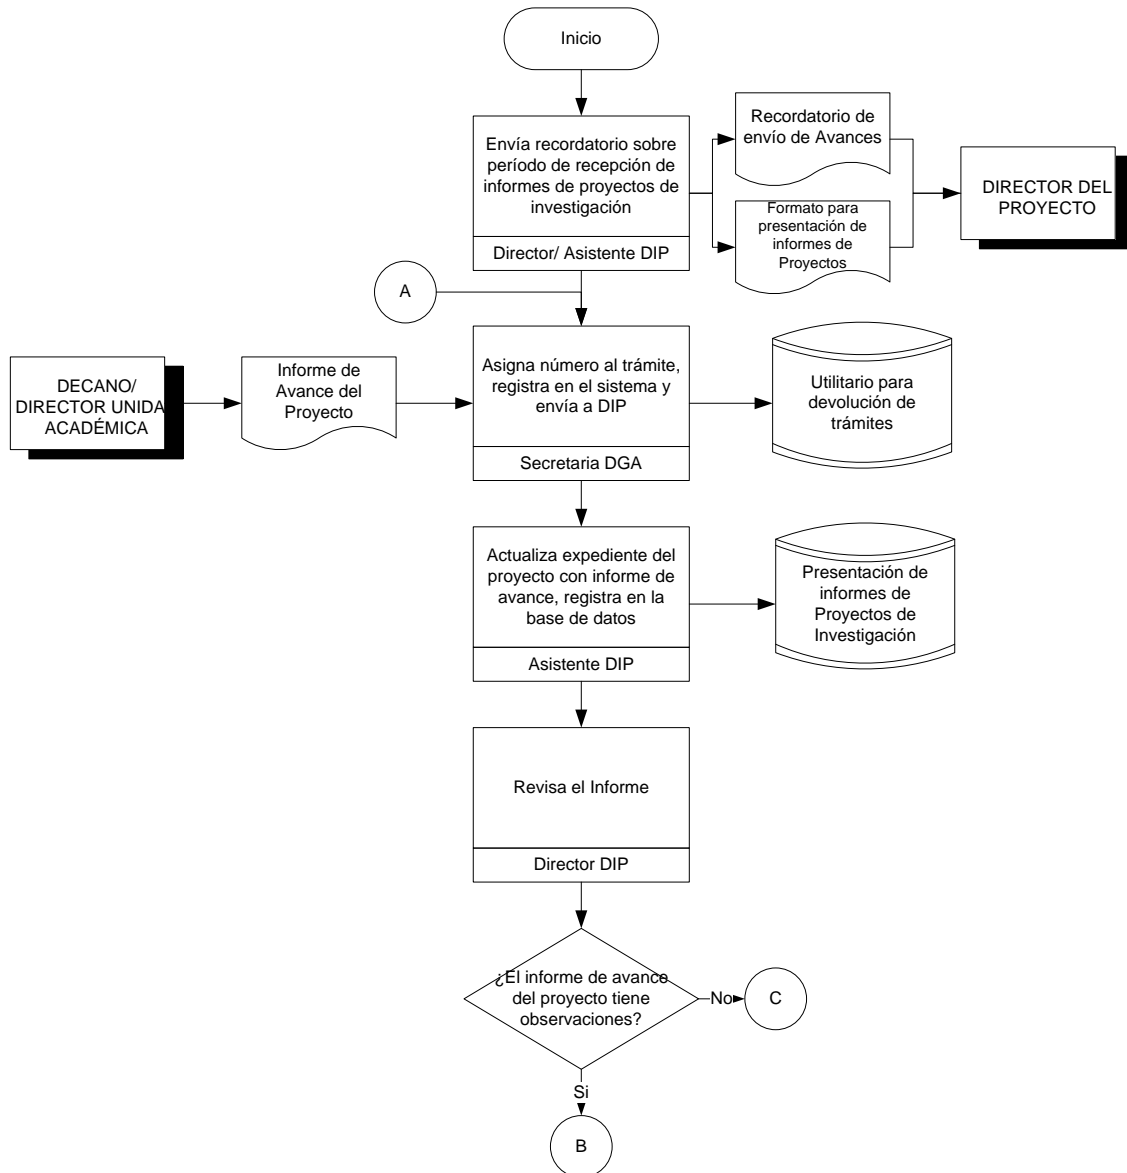 Inicio
Envía recordatorio sobre
período de recepción de
informes de proyectos de
investigación
Director/ Asistente DIP
Recordatorio de
envío de Avances
Formato para
presentación de
informes de
Proyectos
DIRECTOR DEL
PROYECTO
A
DECANO/
DIRECTOR UNIDA
ACADÉMICA
Informe de
Avance del
Proyecto
Asigna número al trámite,
registra en el sistema y
envía a DIP
Secretaria DGA
Utilitario para
devolución de
trámites
Actualiza expediente del
proyecto con informe de
avance, registra en la
base de datos
Asistente DIP
Presentación de
informes de
Proyectos de
Investigación
Revisa el Informe
Director DIP
¿El informe de avance
del proyecto tiene
observaciones?
No
C
Si
B